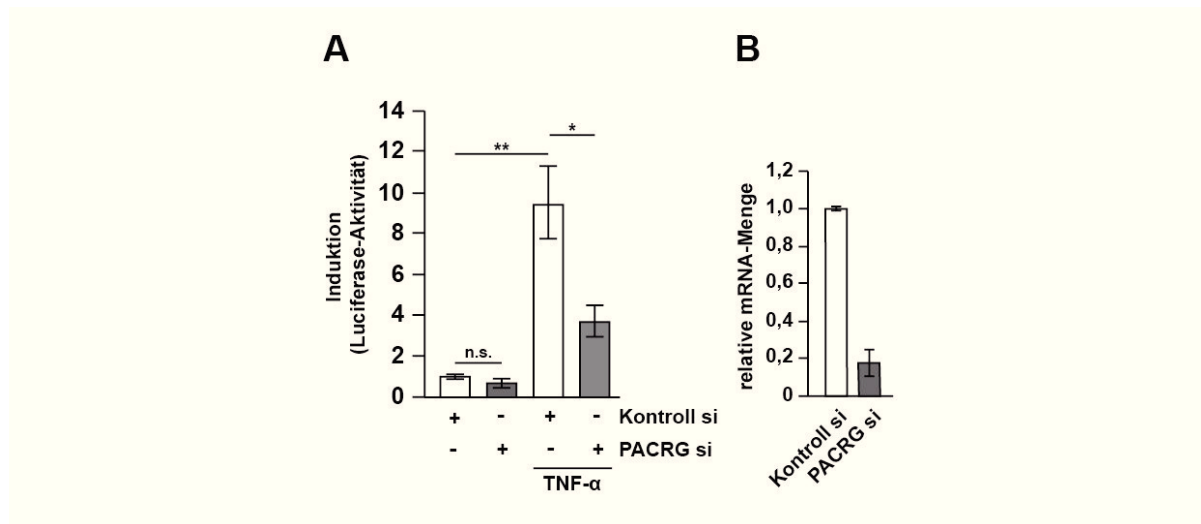 A
Induktion
(Luciferase-Aktivität)
14
12
10
8
6
4
2
0
**
*
n.s.
+ - + - Kontroll si
- + - + PACRG si
TNF-α
B
relative mRNA-Menge
1,2
1,0
0,8
0,6
0,4
0,2
0
Kontroll si
PACRG si